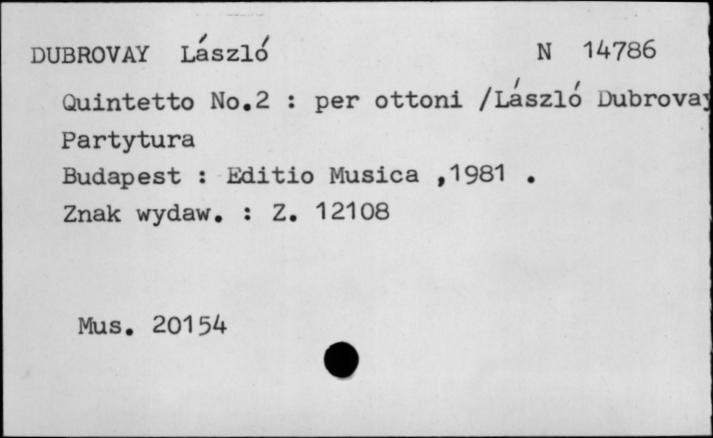 DUBROVAY László N 14786
Quintetto No.2 : per ottoni /László Dubrovay
Partytura
Budapest : Editio Musica ,1981 .
Znak wydaw. : Z. 12108
Mus. 20154